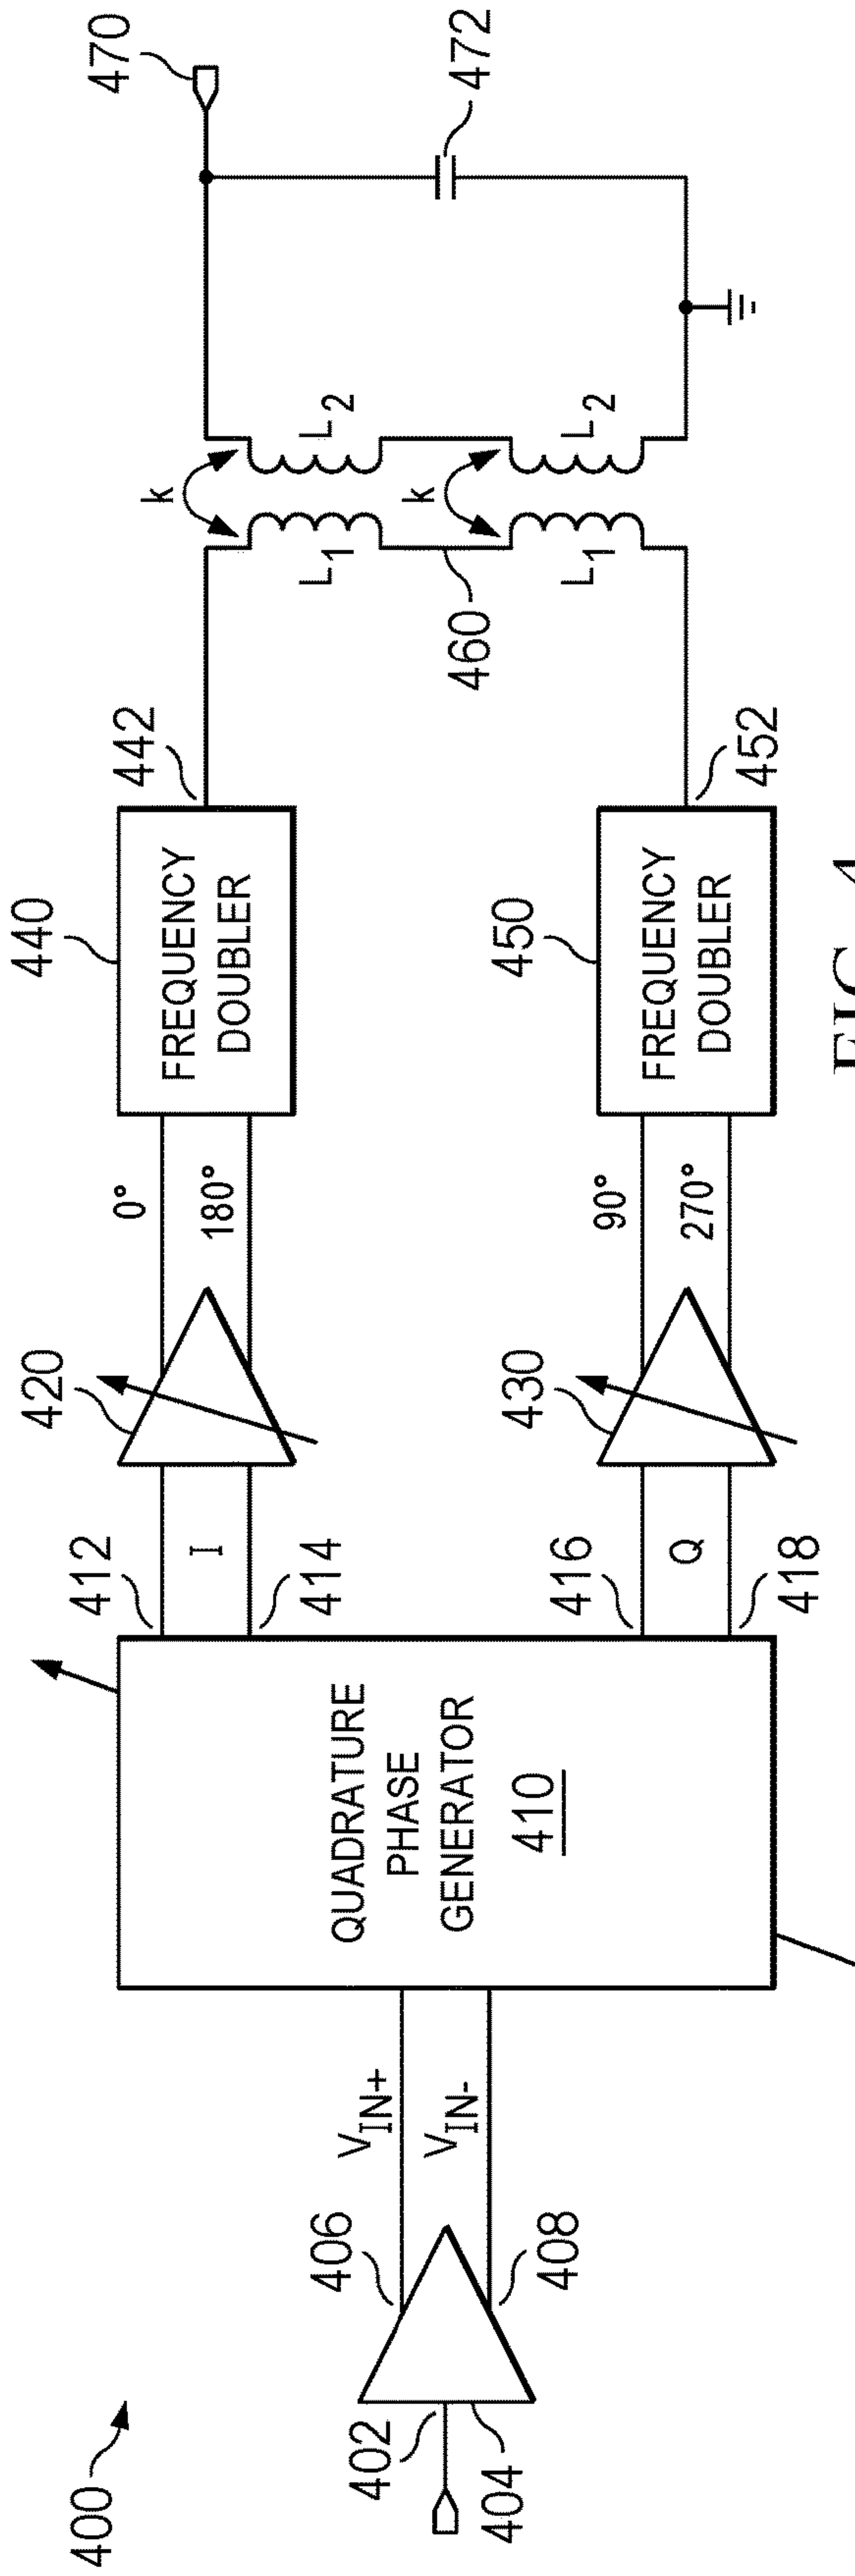 400
402
404
406
408
V_IN+
V_IN-
QUADRATURE
PHASE
GENERATOR
410
412
I
414
416
Q
418
420
430
0°
180°
90°
270°
440
FREQUENCY
DOUBLER
442
450
FREQUENCY
DOUBLER
452
460
k
L1
L2
k
L1
L2
470
472